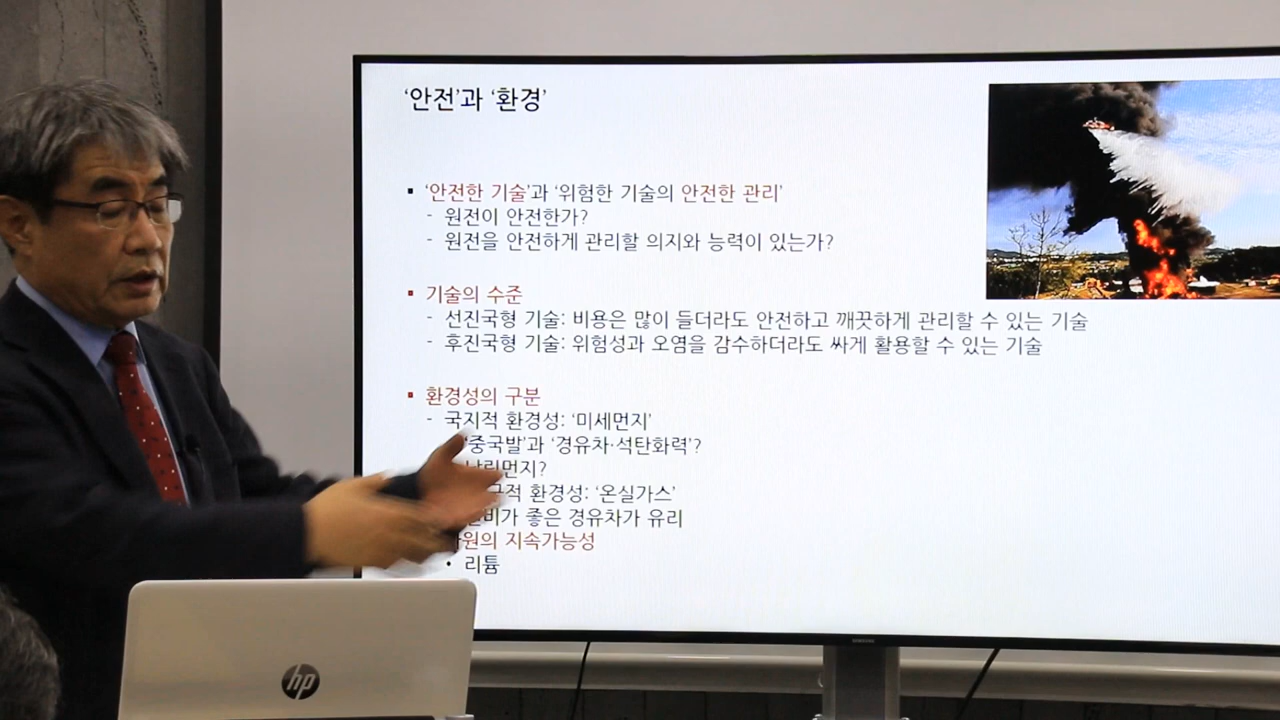 ‘안전’과 ‘환경’
▪ ‘안전한 기술’과 ‘위험한 기술의 안전한 관리’
- 원전이 안전한가?
- 원전을 안전하게 관리할 의지와 능력이 있는가?
▪ 기술의 수준
- 선진국형 기술: 비용은 많이 들더라도 안전하고 깨끗하게 관리할 수 있는 기술
- 후진국형 기술: 위험성과 오염을 감수하더라도 싸게 활용할 수 있는 기술
▪ 환경성의 구분
- 국지적 환경성: ‘미세먼지’
‘중국발’과 ‘경유차·석탄화력’?
환경성: ‘온실가스’
좋은 경유차가 유리
지속가능성
• 리튬
SAMSUNG
hp